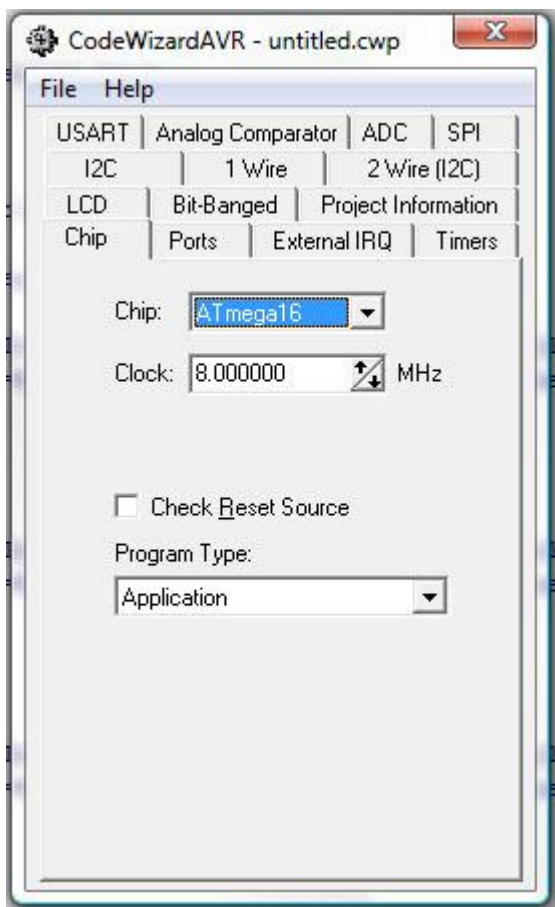 CodeWizardAVR - untitled.cwp
File Help
USART Analog Comparator ADC SPI
I2C 1 Wire 2 Wire (I2C)
LCD Bit-Banged Project Information
Chip Ports External IRQ Timers
Chip: ATmega16
Clock: 8.000000 MHz
Check Reset Source
Program Type:
Application